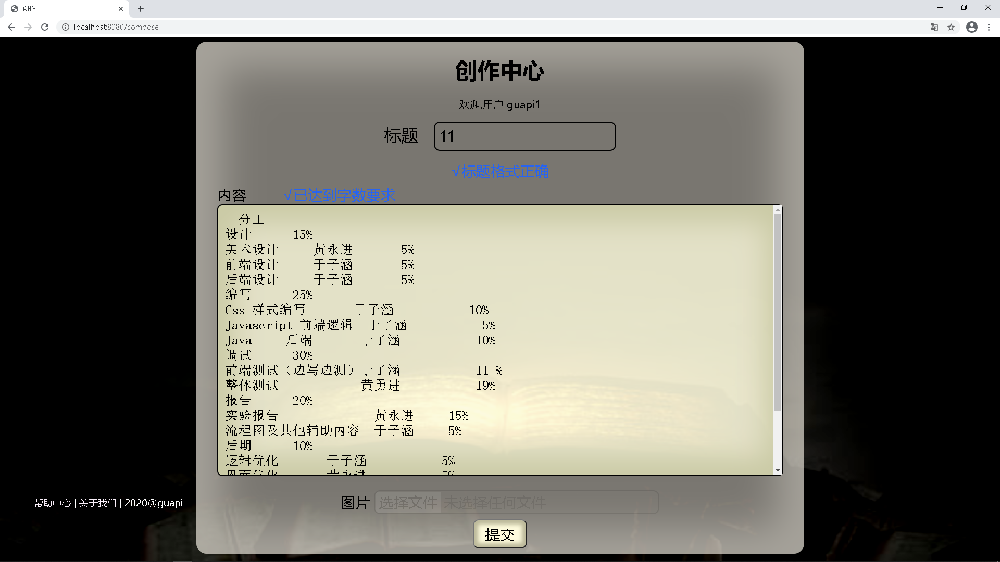 创作
localhost:8080/compose
创作中心
欢迎,用户 guapi1
标题 11
√标题格式正确
内容 √已达到字数要求
分工
设计 15%
美术设计 黄永进 5%
前端设计 于子涵 5%
后端设计 于子涵 5%
编写 25%
Css 样式编写 于子涵 10%
Javascript 前端逻辑 于子涵 5%
Java 后端 于子涵 10%
调试 30%
前端测试（边写边测）于子涵 11 %
整体测试 黄勇进 19%
报告 20%
实验报告 黄永进 15%
流程图及其他辅助内容 于子涵 5%
后期 10%
逻辑优化 于子涵 5%
界面优化 黄永进 5%
图片 选择文件 未选择任何文件
帮助中心 | 关于我们 | 2020@guapi
提交